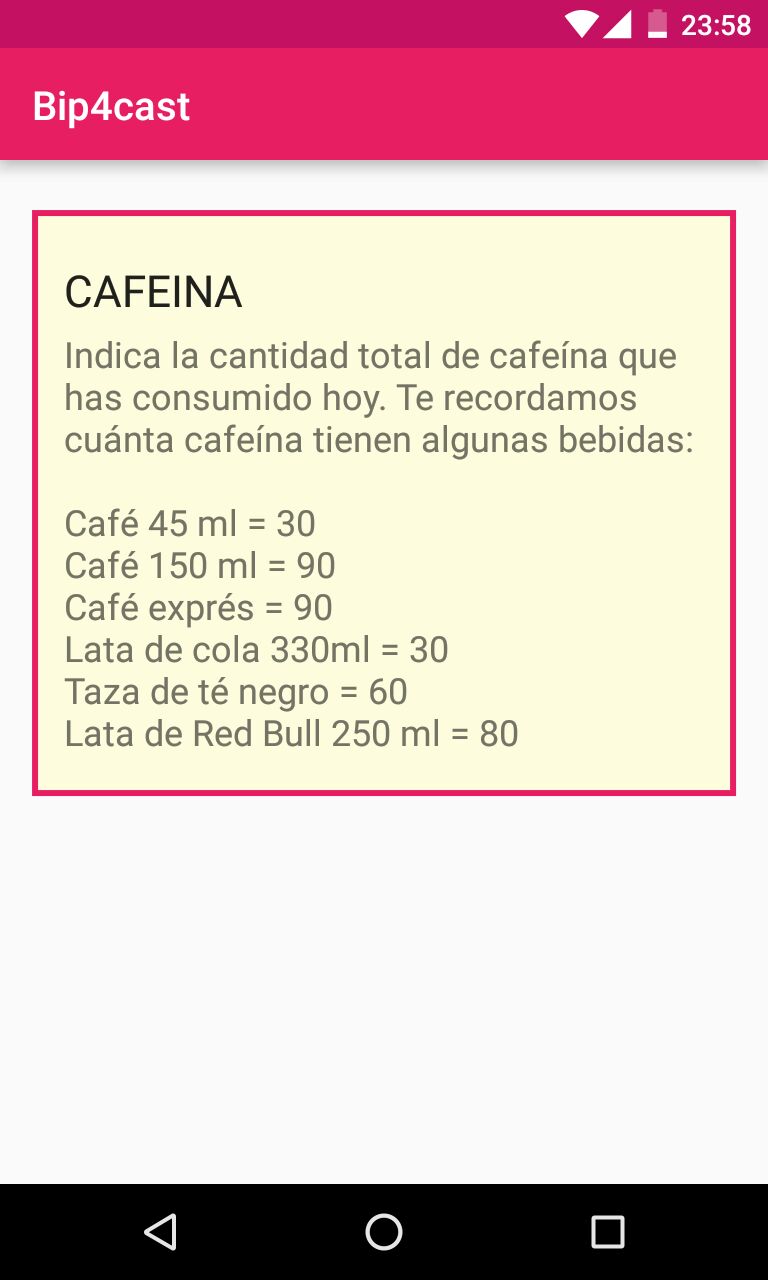 23:58
Bip4cast
CAFEINA
Indica la cantidad total de cafeína que
has consumido hoy. Te recordamos
cuánta cafeína tienen algunas bebidas:
Café 45 ml = 30
Café 150 ml = 90
Café exprés = 90
Lata de cola 330ml = 30
Taza de té negro = 60
Lata de Red Bull 250 ml = 80